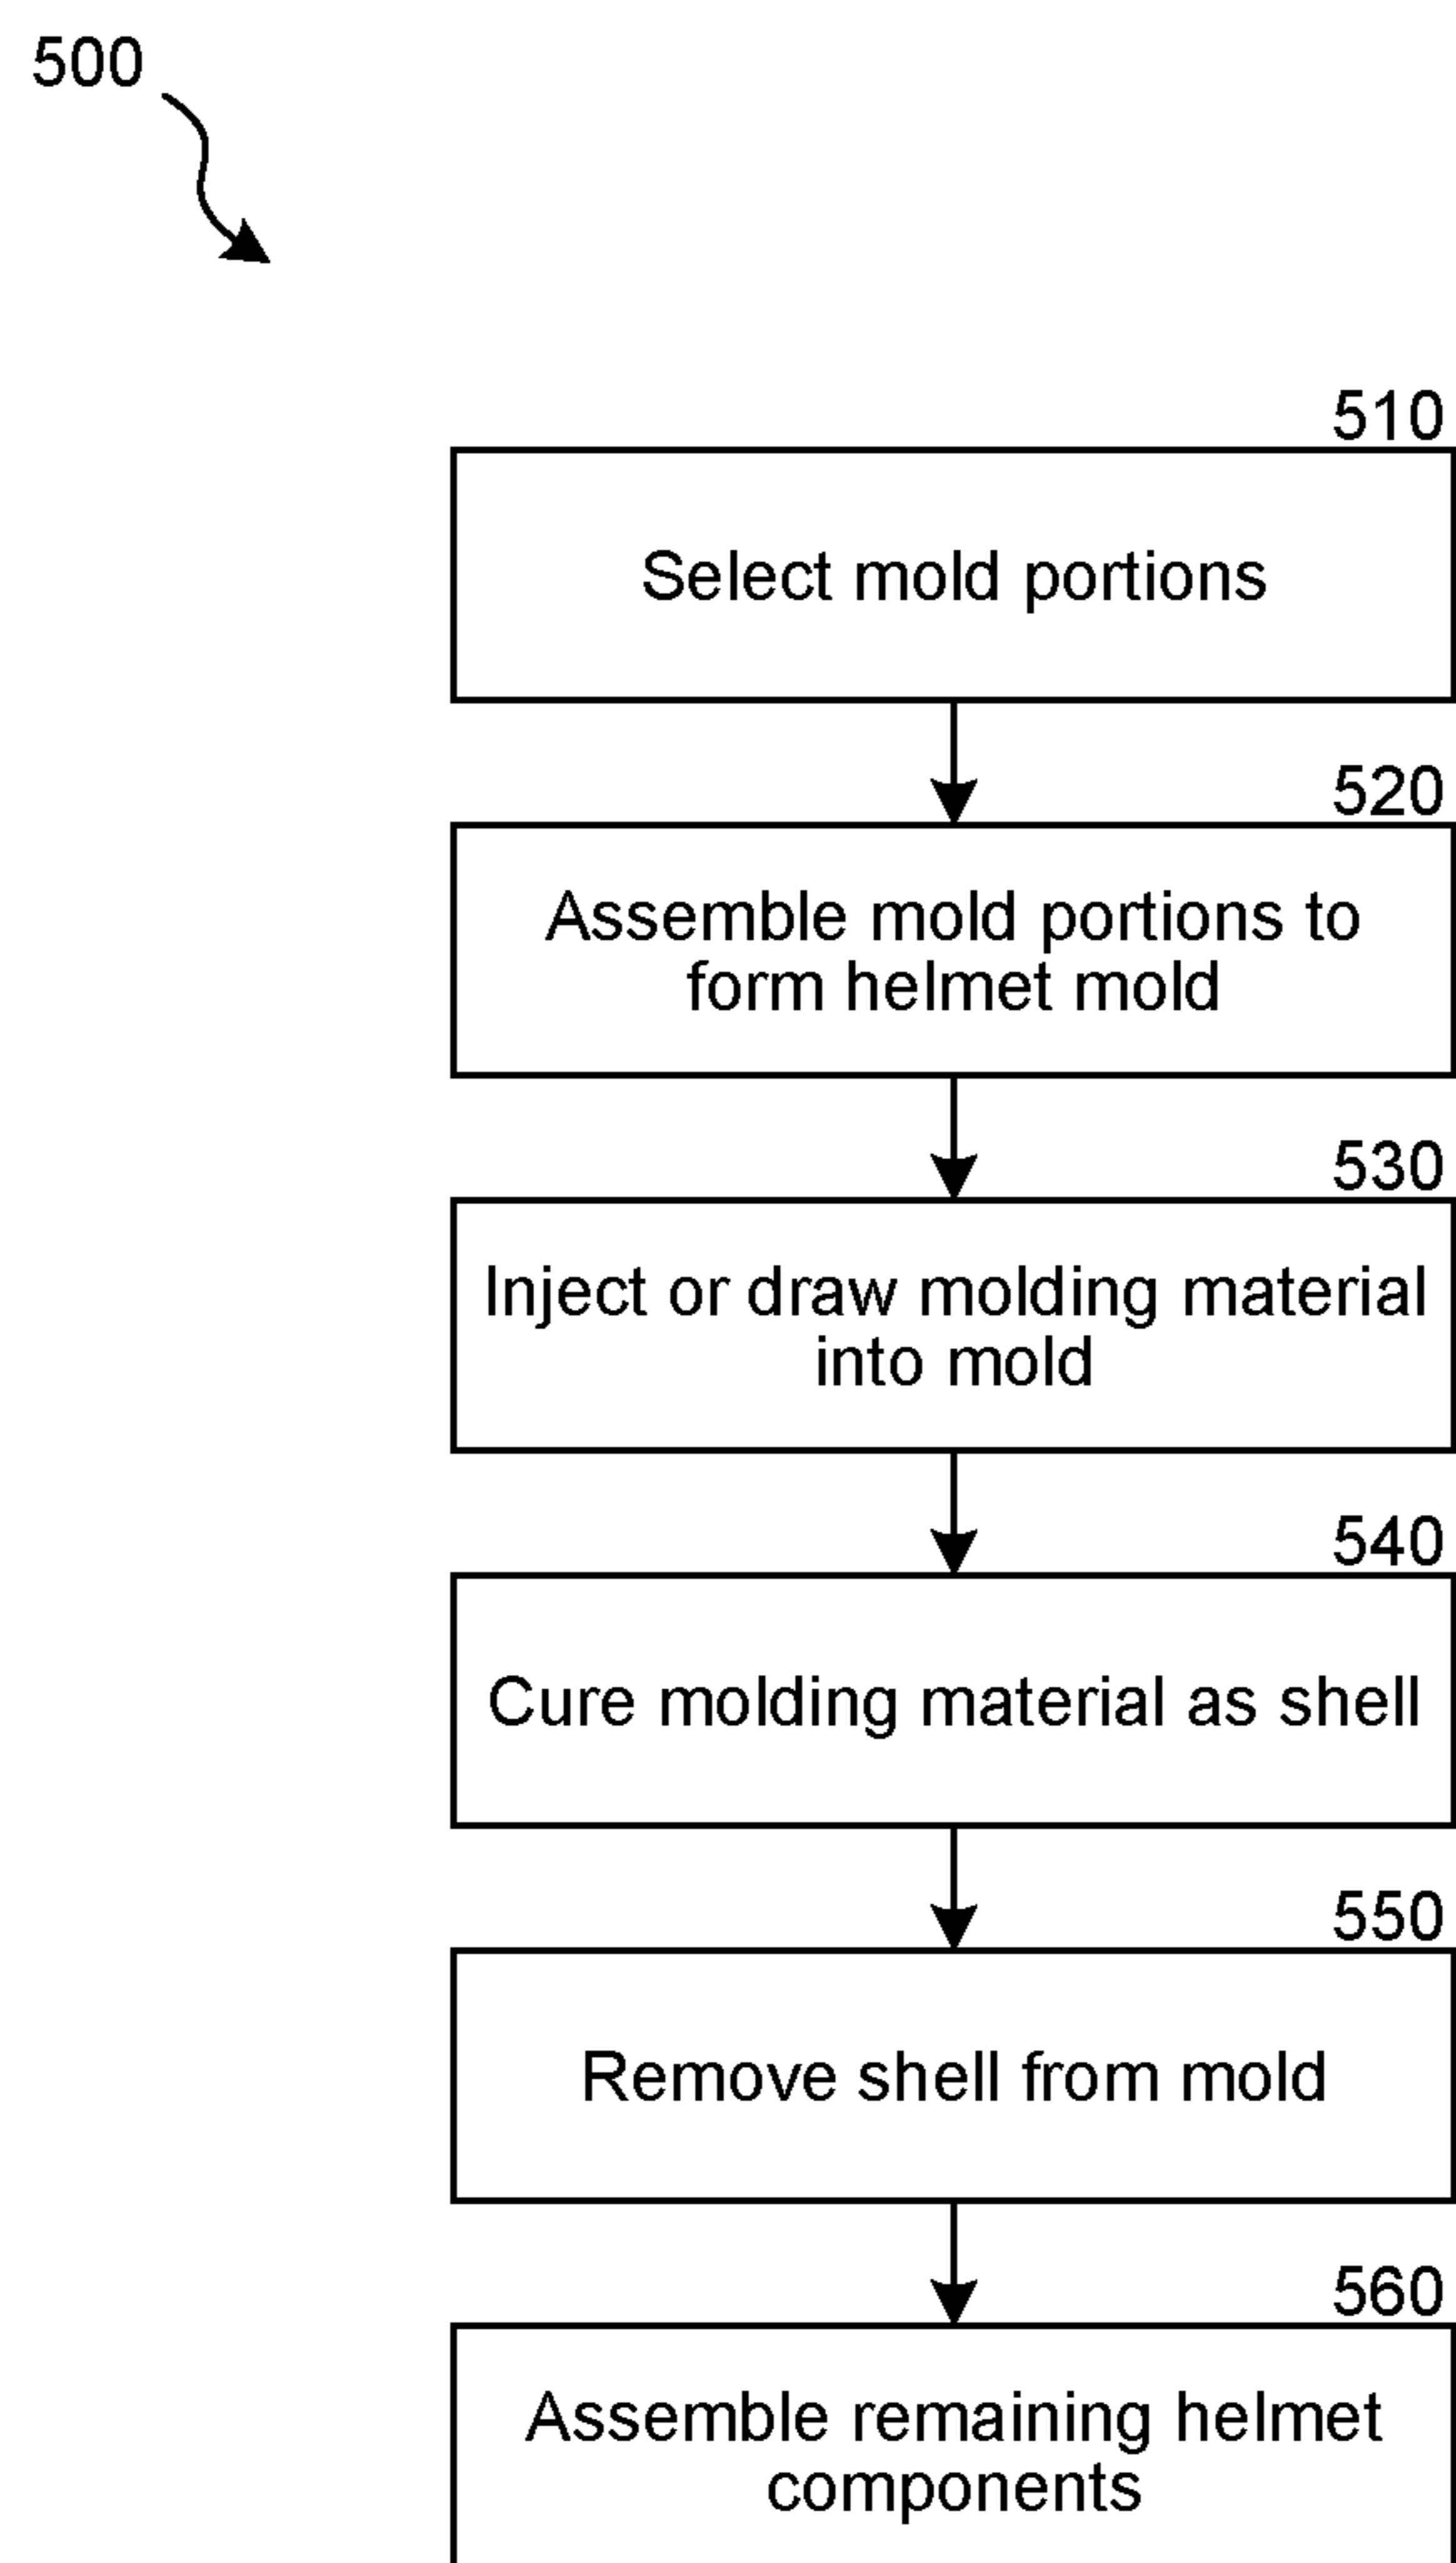 500
510
Select mold portions
520
Assemble mold portions to
form helmet mold
530
Inject or draw molding material
into mold
540
Cure molding material as shell
550
Remove shell from mold
560
Assemble remaining helmet
components